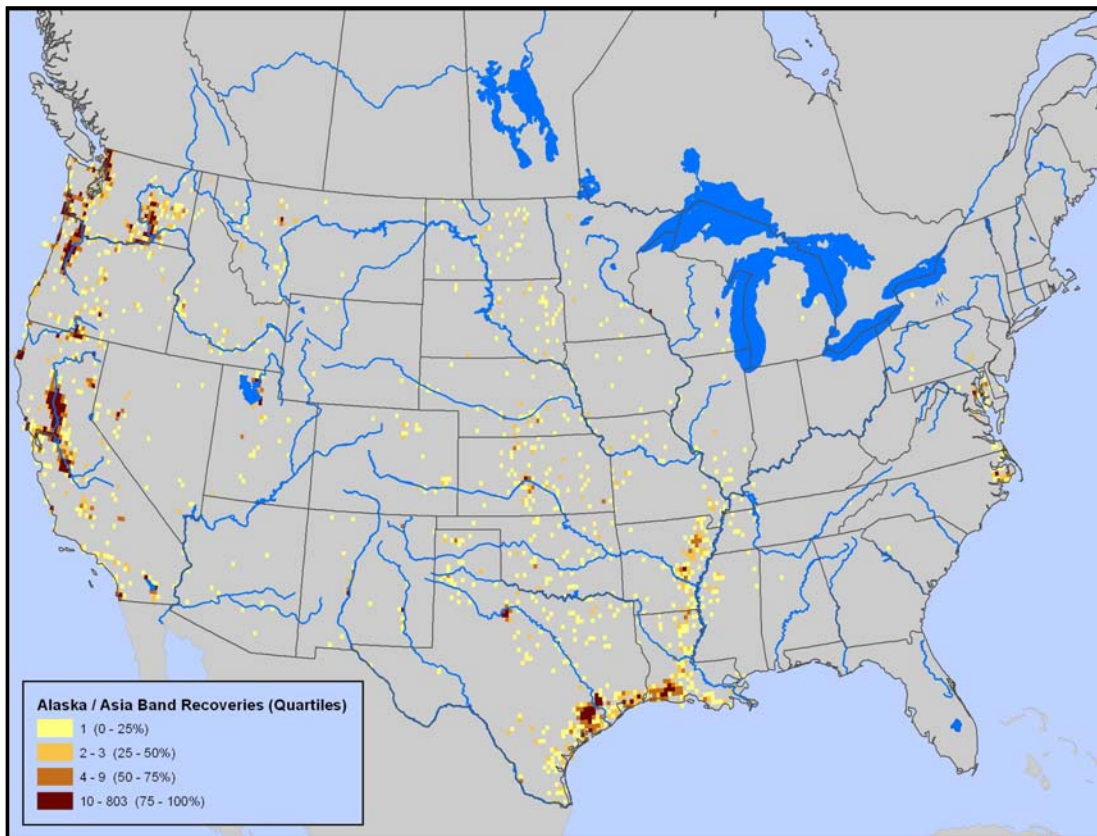 Alaska / Asia Band Recoveries (Quartiles)
1 (0 - 25%)
2 - 3 (25 - 50%)
4 - 9 (50 - 75%)
10 - 803 (75 - 100%)